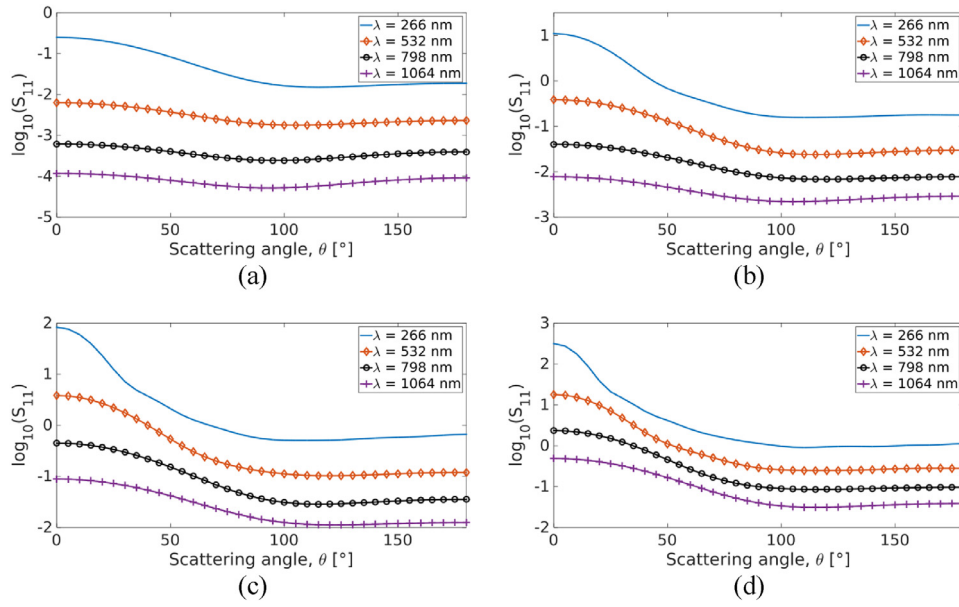 0
-1
-2
-3
-4
-5
log10(S11)
λ = 266 nm
λ = 532 nm
λ = 798 nm
λ = 1064 nm
0 50 100 150
Scattering angle, θ [°]
(a)
1
0
-1
-2
-3
log10(S11)
λ = 266 nm
λ = 532 nm
λ = 798 nm
λ = 1064 nm
0 50 100 150
Scattering angle, θ [°]
(b)
2
1
0
-1
-2
log10(S11)
λ = 266 nm
λ = 532 nm
λ = 798 nm
λ = 1064 nm
0 50 100 150
Scattering angle, θ [°]
(c)
3
2
1
0
-1
-2
log10(S11)
λ = 266 nm
λ = 532 nm
λ = 798 nm
λ = 1064 nm
0 50 100 150
Scattering angle, θ [°]
(d)